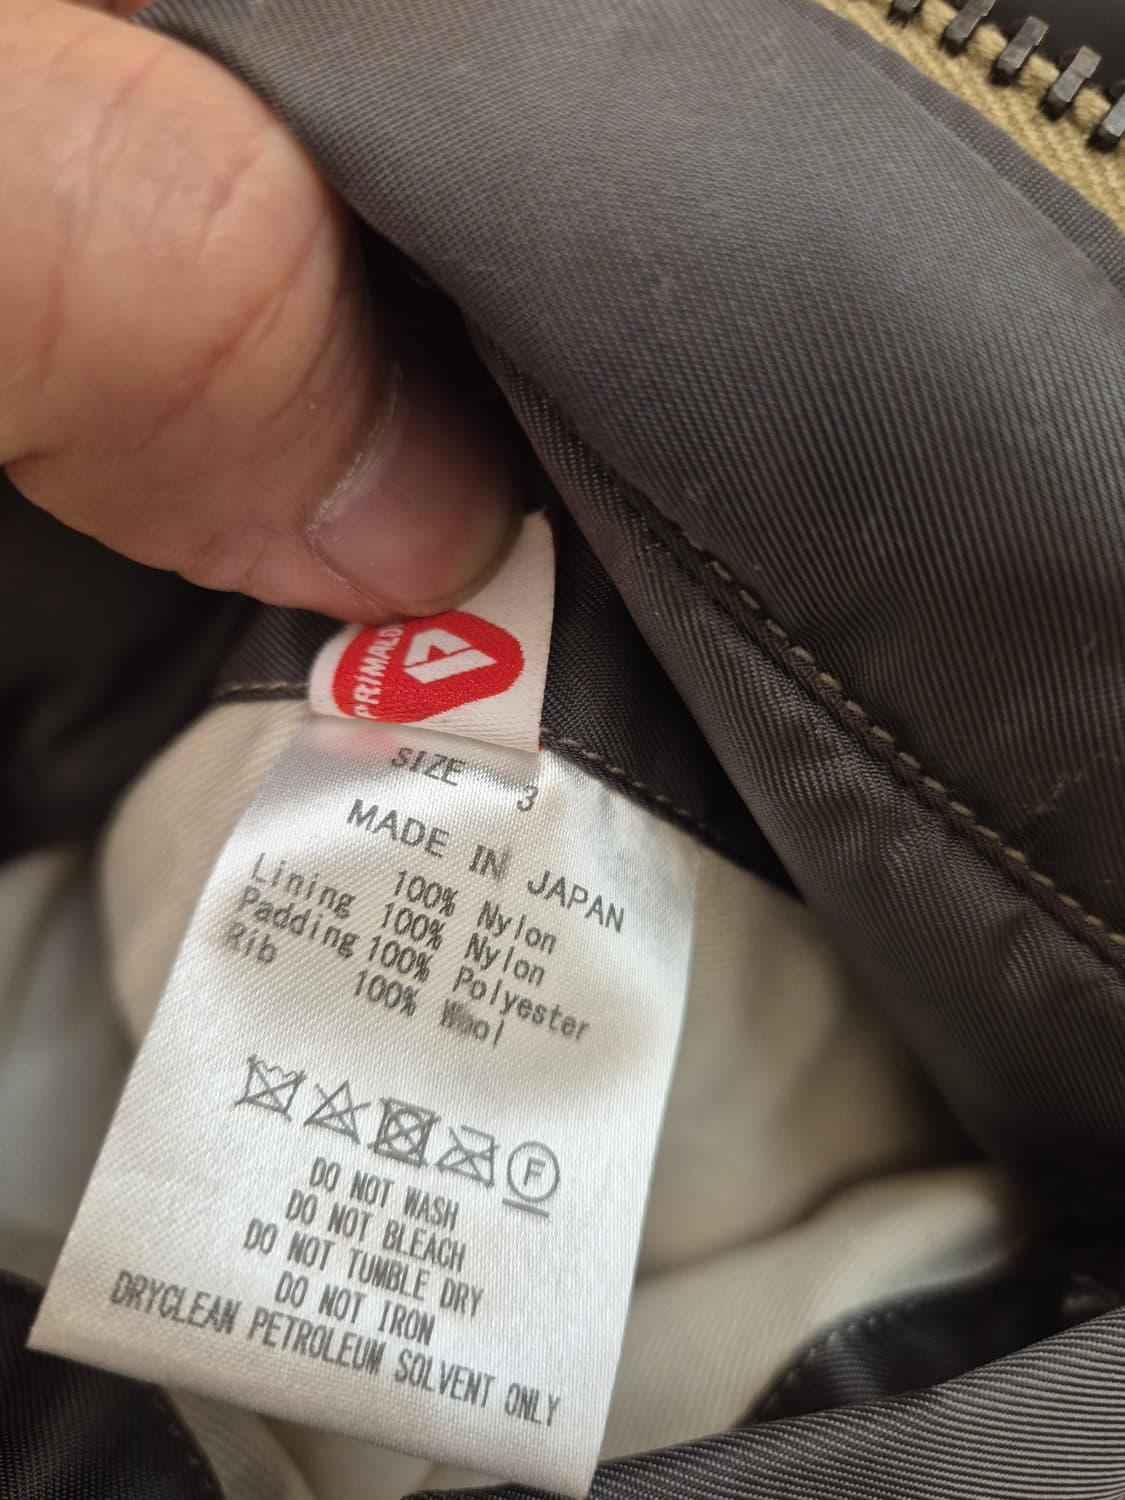 PRIMALO
SIZE 3
MADE IN JAPAN
100% Nylon
Lining 100% Nylon
Padding 100% Polyester
Rib 100% Wool
F
DO NOT WASH
DO NOT BLEACH
DO NOT TUMBLE DRY
DO NOT IRON
DRYCLEAN PETROLEUM SOLVENT ONLY